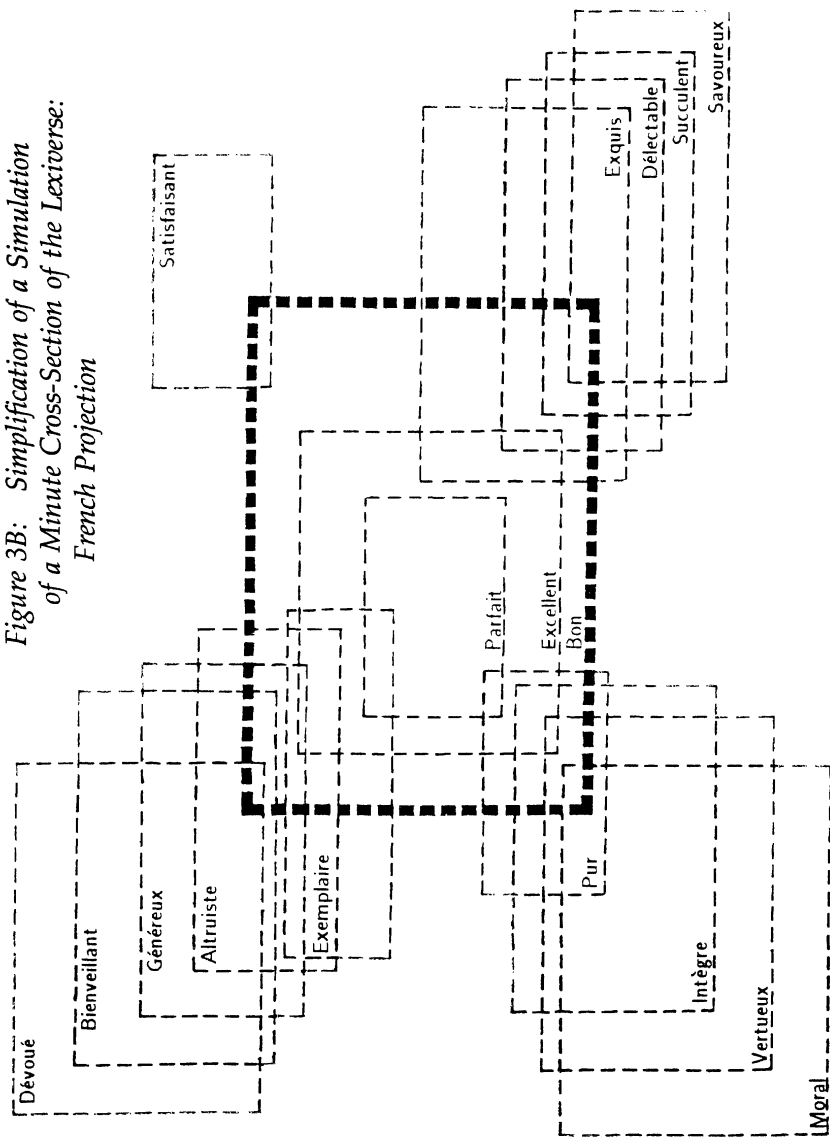 Figure 3B: Simplification of a Simulation
of a Minute Cross-Section of the Lexiverse:
French Projection
Dévoué
Bienveillant
Généreux
Altruiste
Exemplaire
Satisfaisant
Parfait
Excellent
Bon
Exquis
Délectable
Succulent
Savoureux
Pur
Intègre
Vertueux
Moral